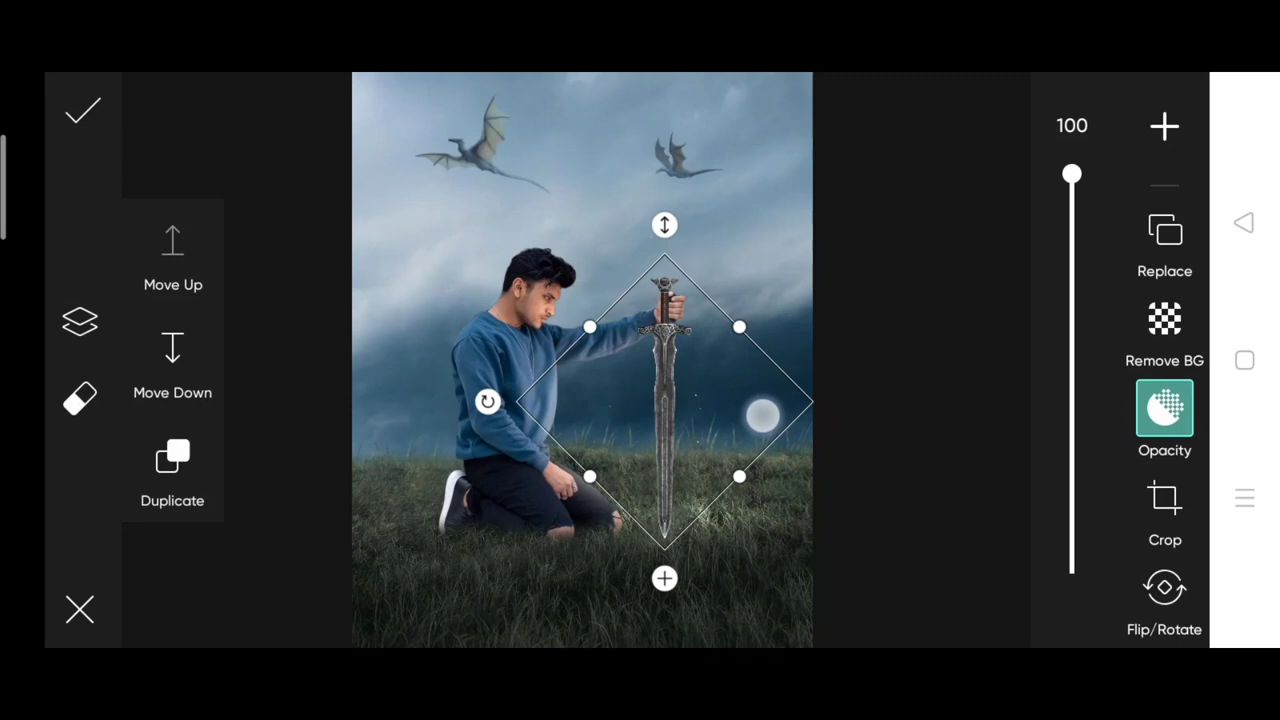 Move Up
Move Down
Duplicate
100
Replace
Remove BG
Opacity
Crop
Flip/Rotate